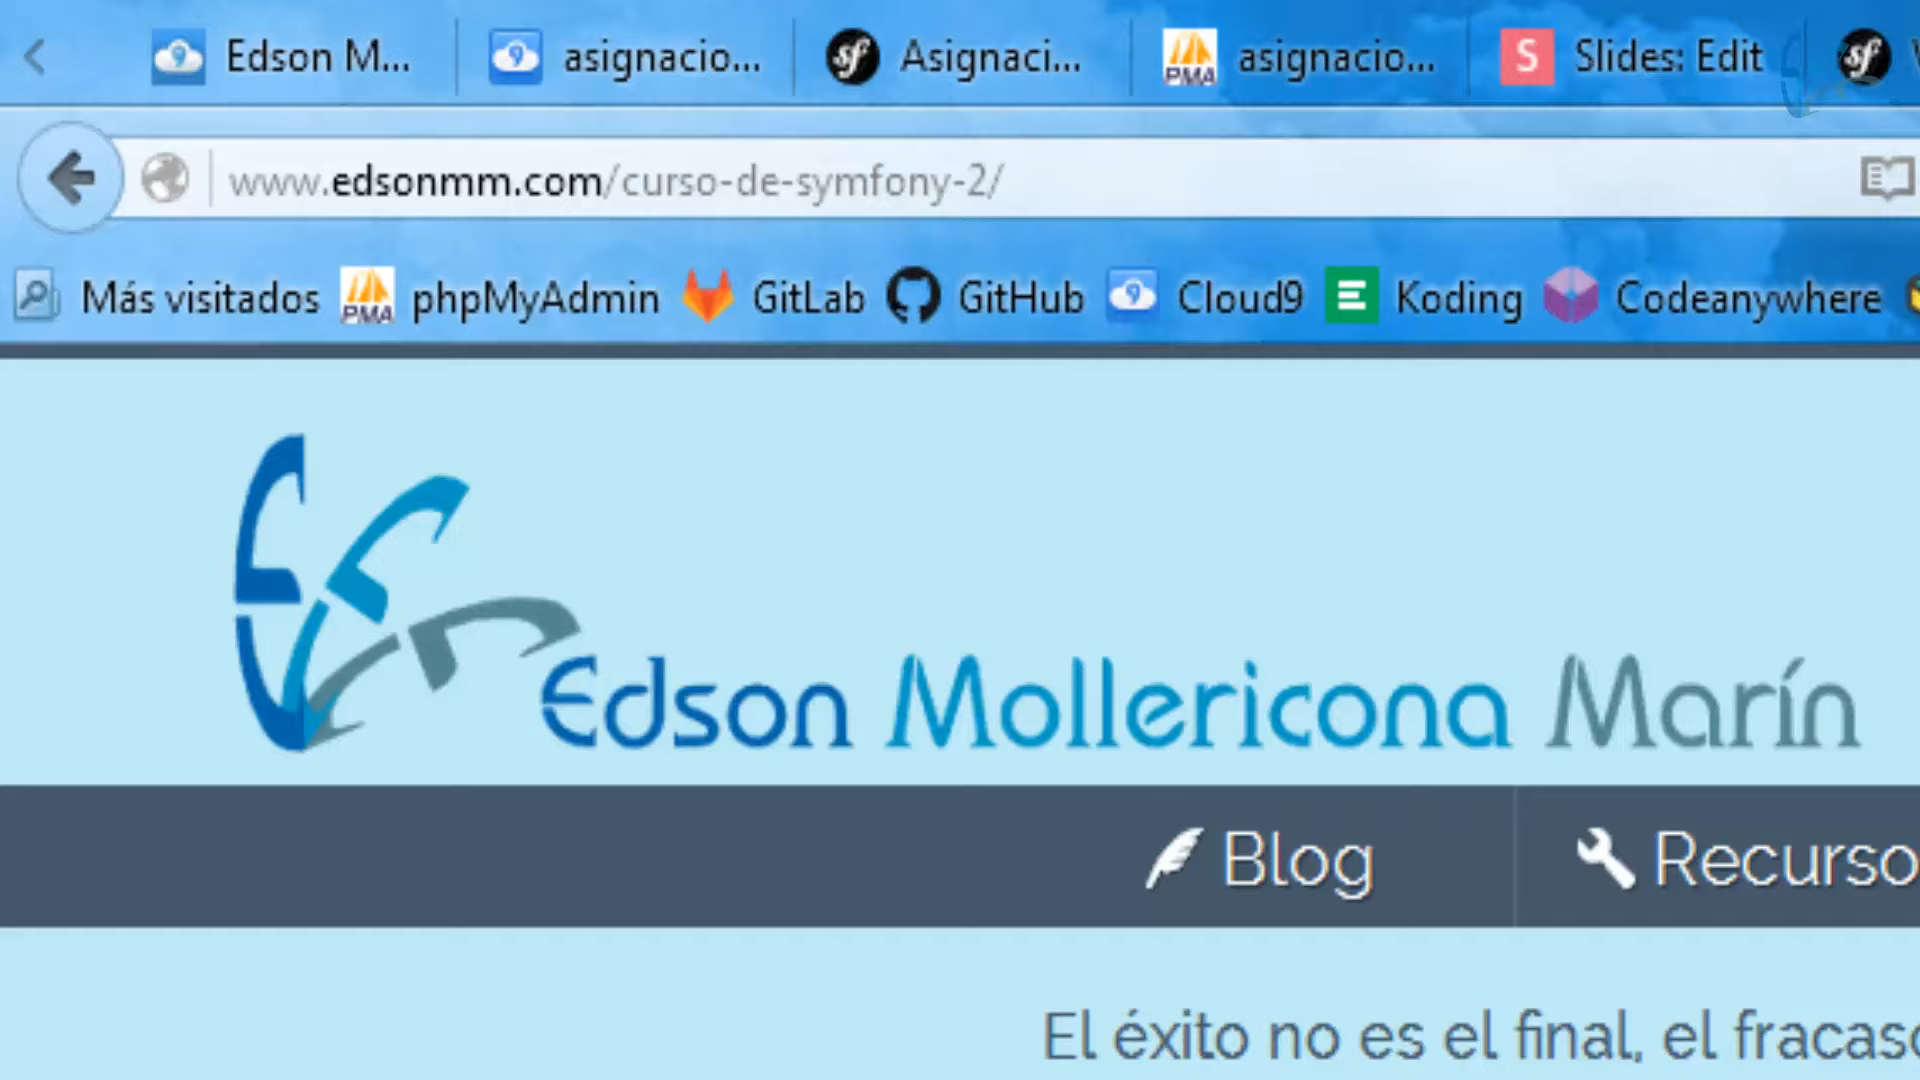 Edson M... asignacio... Asignaci... asignacio... Slides: Edit
www.edsonmm.com/curso-de-symfony-2/
Más visitados phpMyAdmin GitLab GitHub Cloud9 Koding Codeanywhere
Edson Mollericona Marín
Blog Recurso
El éxito no es el final, el fracaso